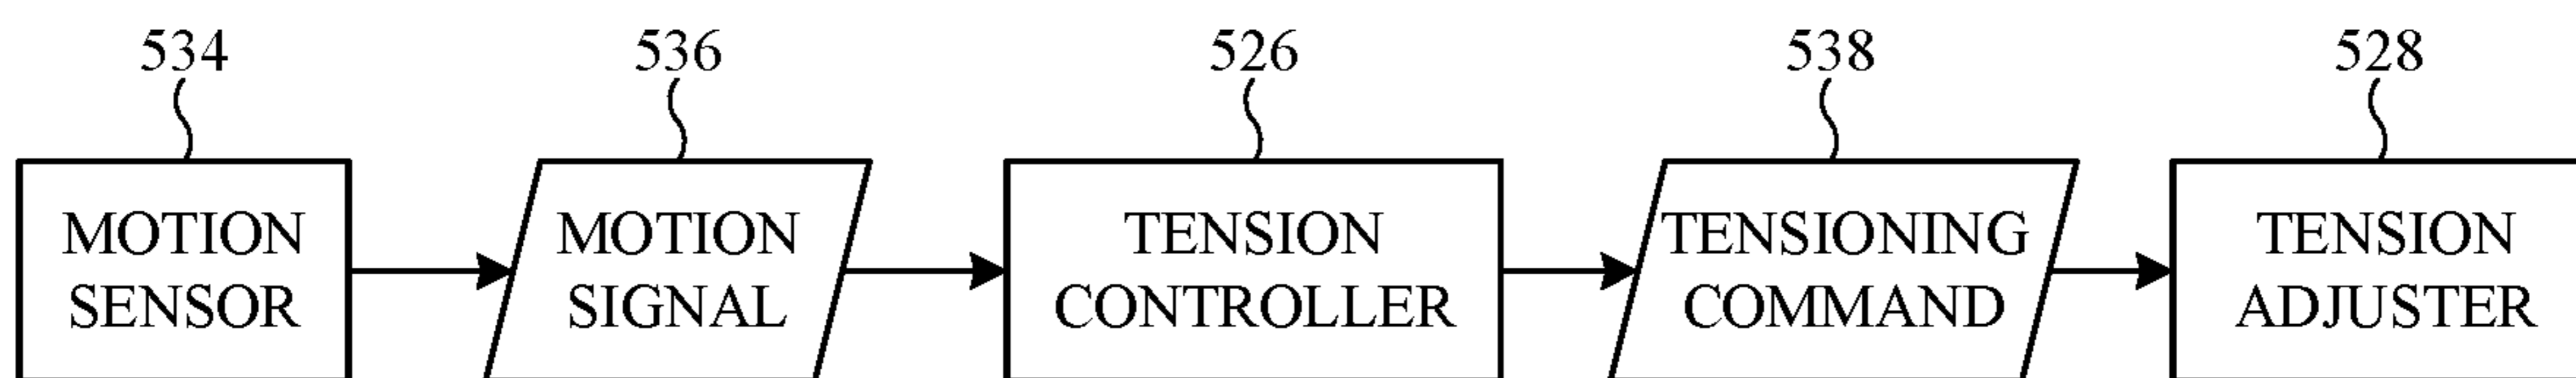 534 536 526 538 528
MOTION MOTION TENSION TENSIONING TENSION
SENSOR SIGNAL CONTROLLER COMMAND ADJUSTER